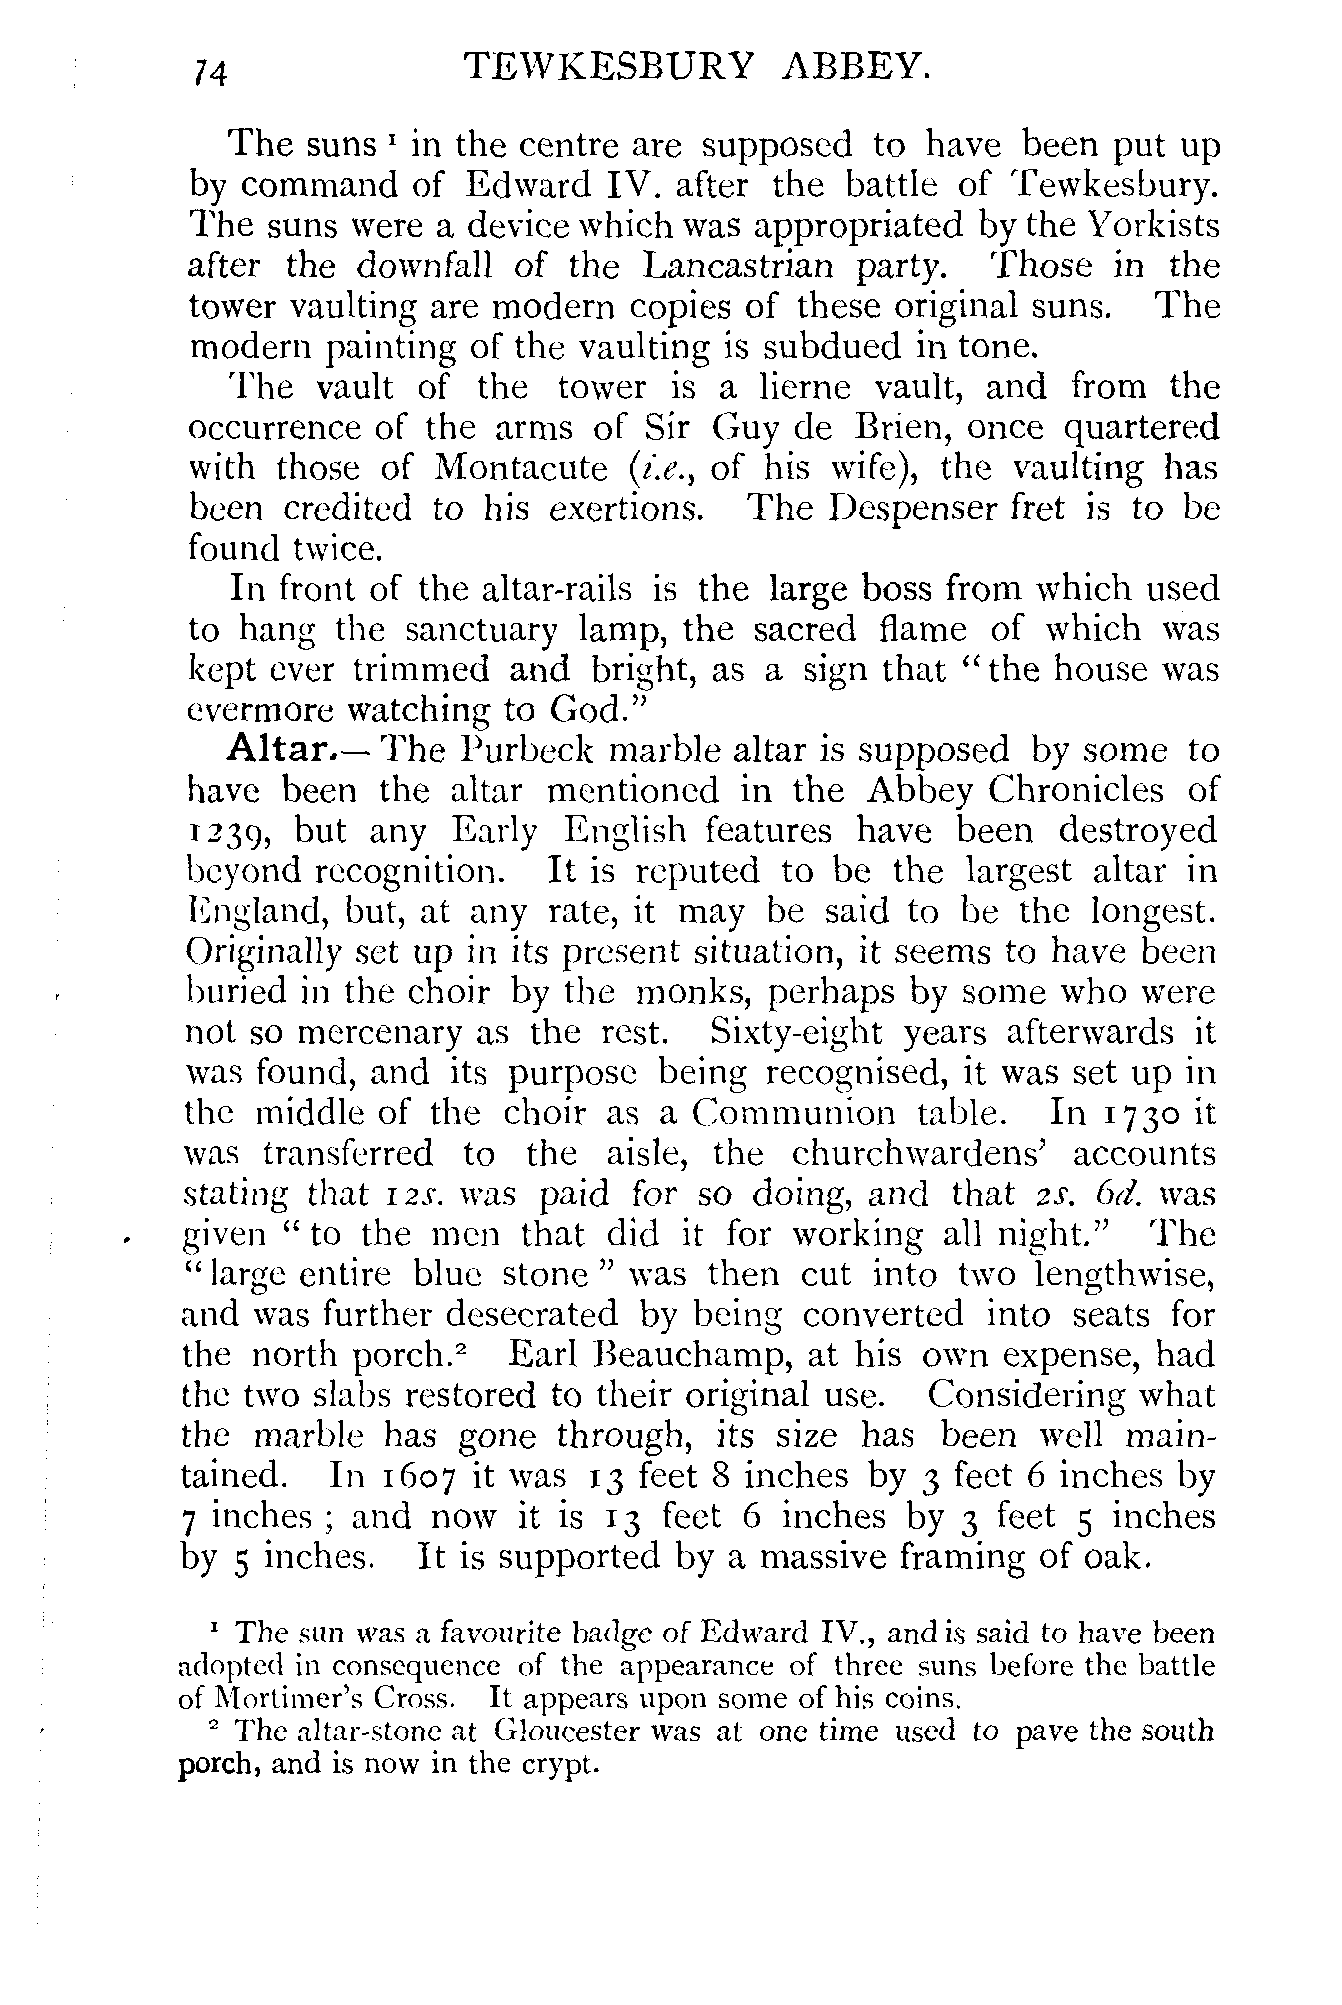 74 TEWKESBURY ABBEY.
The suns ¹ in the centre are supposed to have been put up
by command of Edward IV. after the battle of Tewkesbury.
The suns were a device which was appropriated by the Yorkists
after the downfall of the Lancastrian party. Those in the
tower vaulting are modern copies of these original suns. The
modern painting of the vaulting is subdued in tone.
The vault of the tower is a lierne vault, and from the
occurrence of the arms of Sir Guy de Brien, once quartered
with those of Montacute (i.e., of his wife), the vaulting has
been credited to his exertions. The Despenser fret is to be
found twice.
In front of the altar-rails is the large boss from which used
to hang the sanctuary lamp, the sacred flame of which was
kept ever trimmed and bright, as a sign that “the house was
evermore watching to God.”
Altar.— The Purbeck marble altar is supposed by some to
have been the altar mentioned in the Abbey Chronicles of
1239, but any Early English features have been destroyed
beyond recognition. It is reputed to be the largest altar in
England, but, at any rate, it may be said to be the longest.
Originally set up in its present situation, it seems to have been
buried in the choir by the monks, perhaps by some who were
not so mercenary as the rest. Sixty-eight years afterwards it
was found, and its purpose being recognised, it was set up in
the middle of the choir as a Communion table. In 1730 it
was transferred to the aisle, the churchwardens’ accounts
stating that 12s. was paid for so doing, and that 2s. 6d. was
given “ to the men that did it for working all night.” The
“ large entire blue stone ” was then cut into two lengthwise,
and was further desecrated by being converted into seats for
the north porch.² Earl Beauchamp, at his own expense, had
the two slabs restored to their original use. Considering what
the marble has gone through, its size has been well main-
tained. In 1607 it was 13 feet 8 inches by 3 feet 6 inches by
7 inches ; and now it is 13 feet 6 inches by 3 feet 5 inches
by 5 inches. It is supported by a massive framing of oak.
¹ The sun was a favourite badge of Edward IV., and is said to have been
adopted in consequence of the appearance of three suns before the battle
of Mortimer’s Cross. It appears upon some of his coins.
² The altar-stone at Gloucester was at one time used to pave the south
porch, and is now in the crypt.